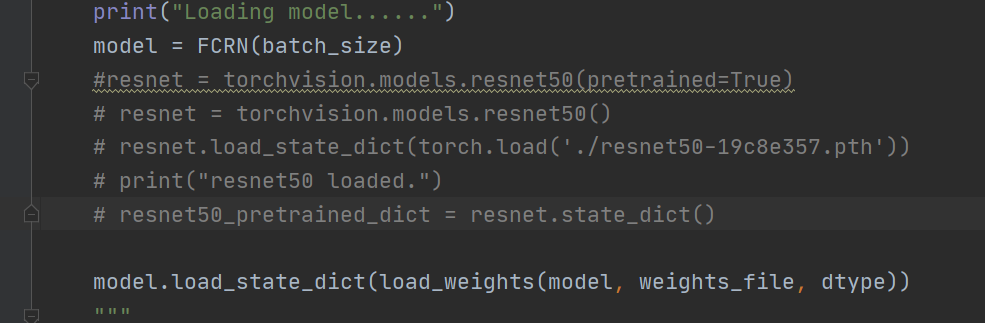 print("Loading model......")
model = FCRN(batch_size)
#resnet = torchvision.models.resnet50(pretrained=True)
# resnet = torchvision.models.resnet50()
# resnet.load_state_dict(torch.load('./resnet50-19c8e357.pth'))
# print("resnet50 loaded.")
# resnet50_pretrained_dict = resnet.state_dict()
model.load_state_dict(load_weights(model, weights_file, dtype))
"""